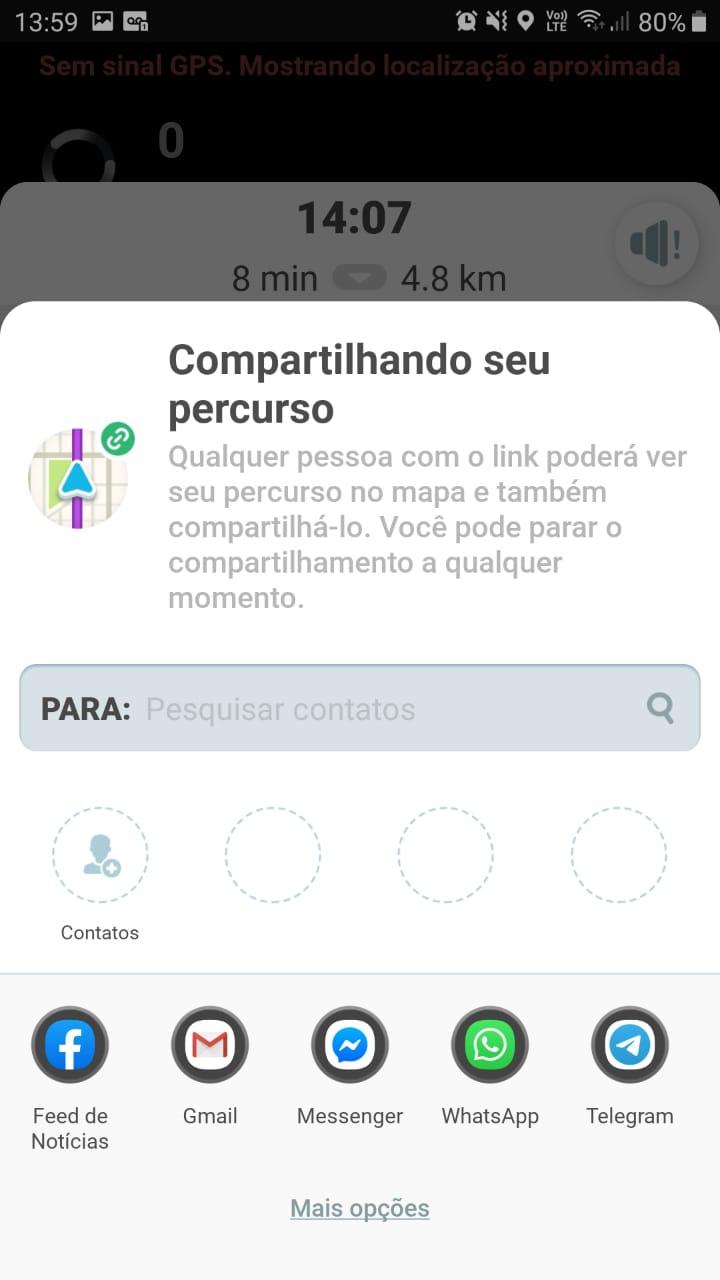 13:59
Vo))
LTE
80%
Sem sinal GPS. Mostrando localização aproximada
0
14:07
8 min
4.8 km
Compartilhando seu
percurso
Qualquer pessoa com o link poderá ver
seu percurso no mapa e também
compartilhá-lo. Você pode parar o
compartilhamento a qualquer
momento.
PARA: Pesquisar contatos
Contatos
Feed de
Notícias
Gmail
Messenger
WhatsApp
Telegram
Mais opções